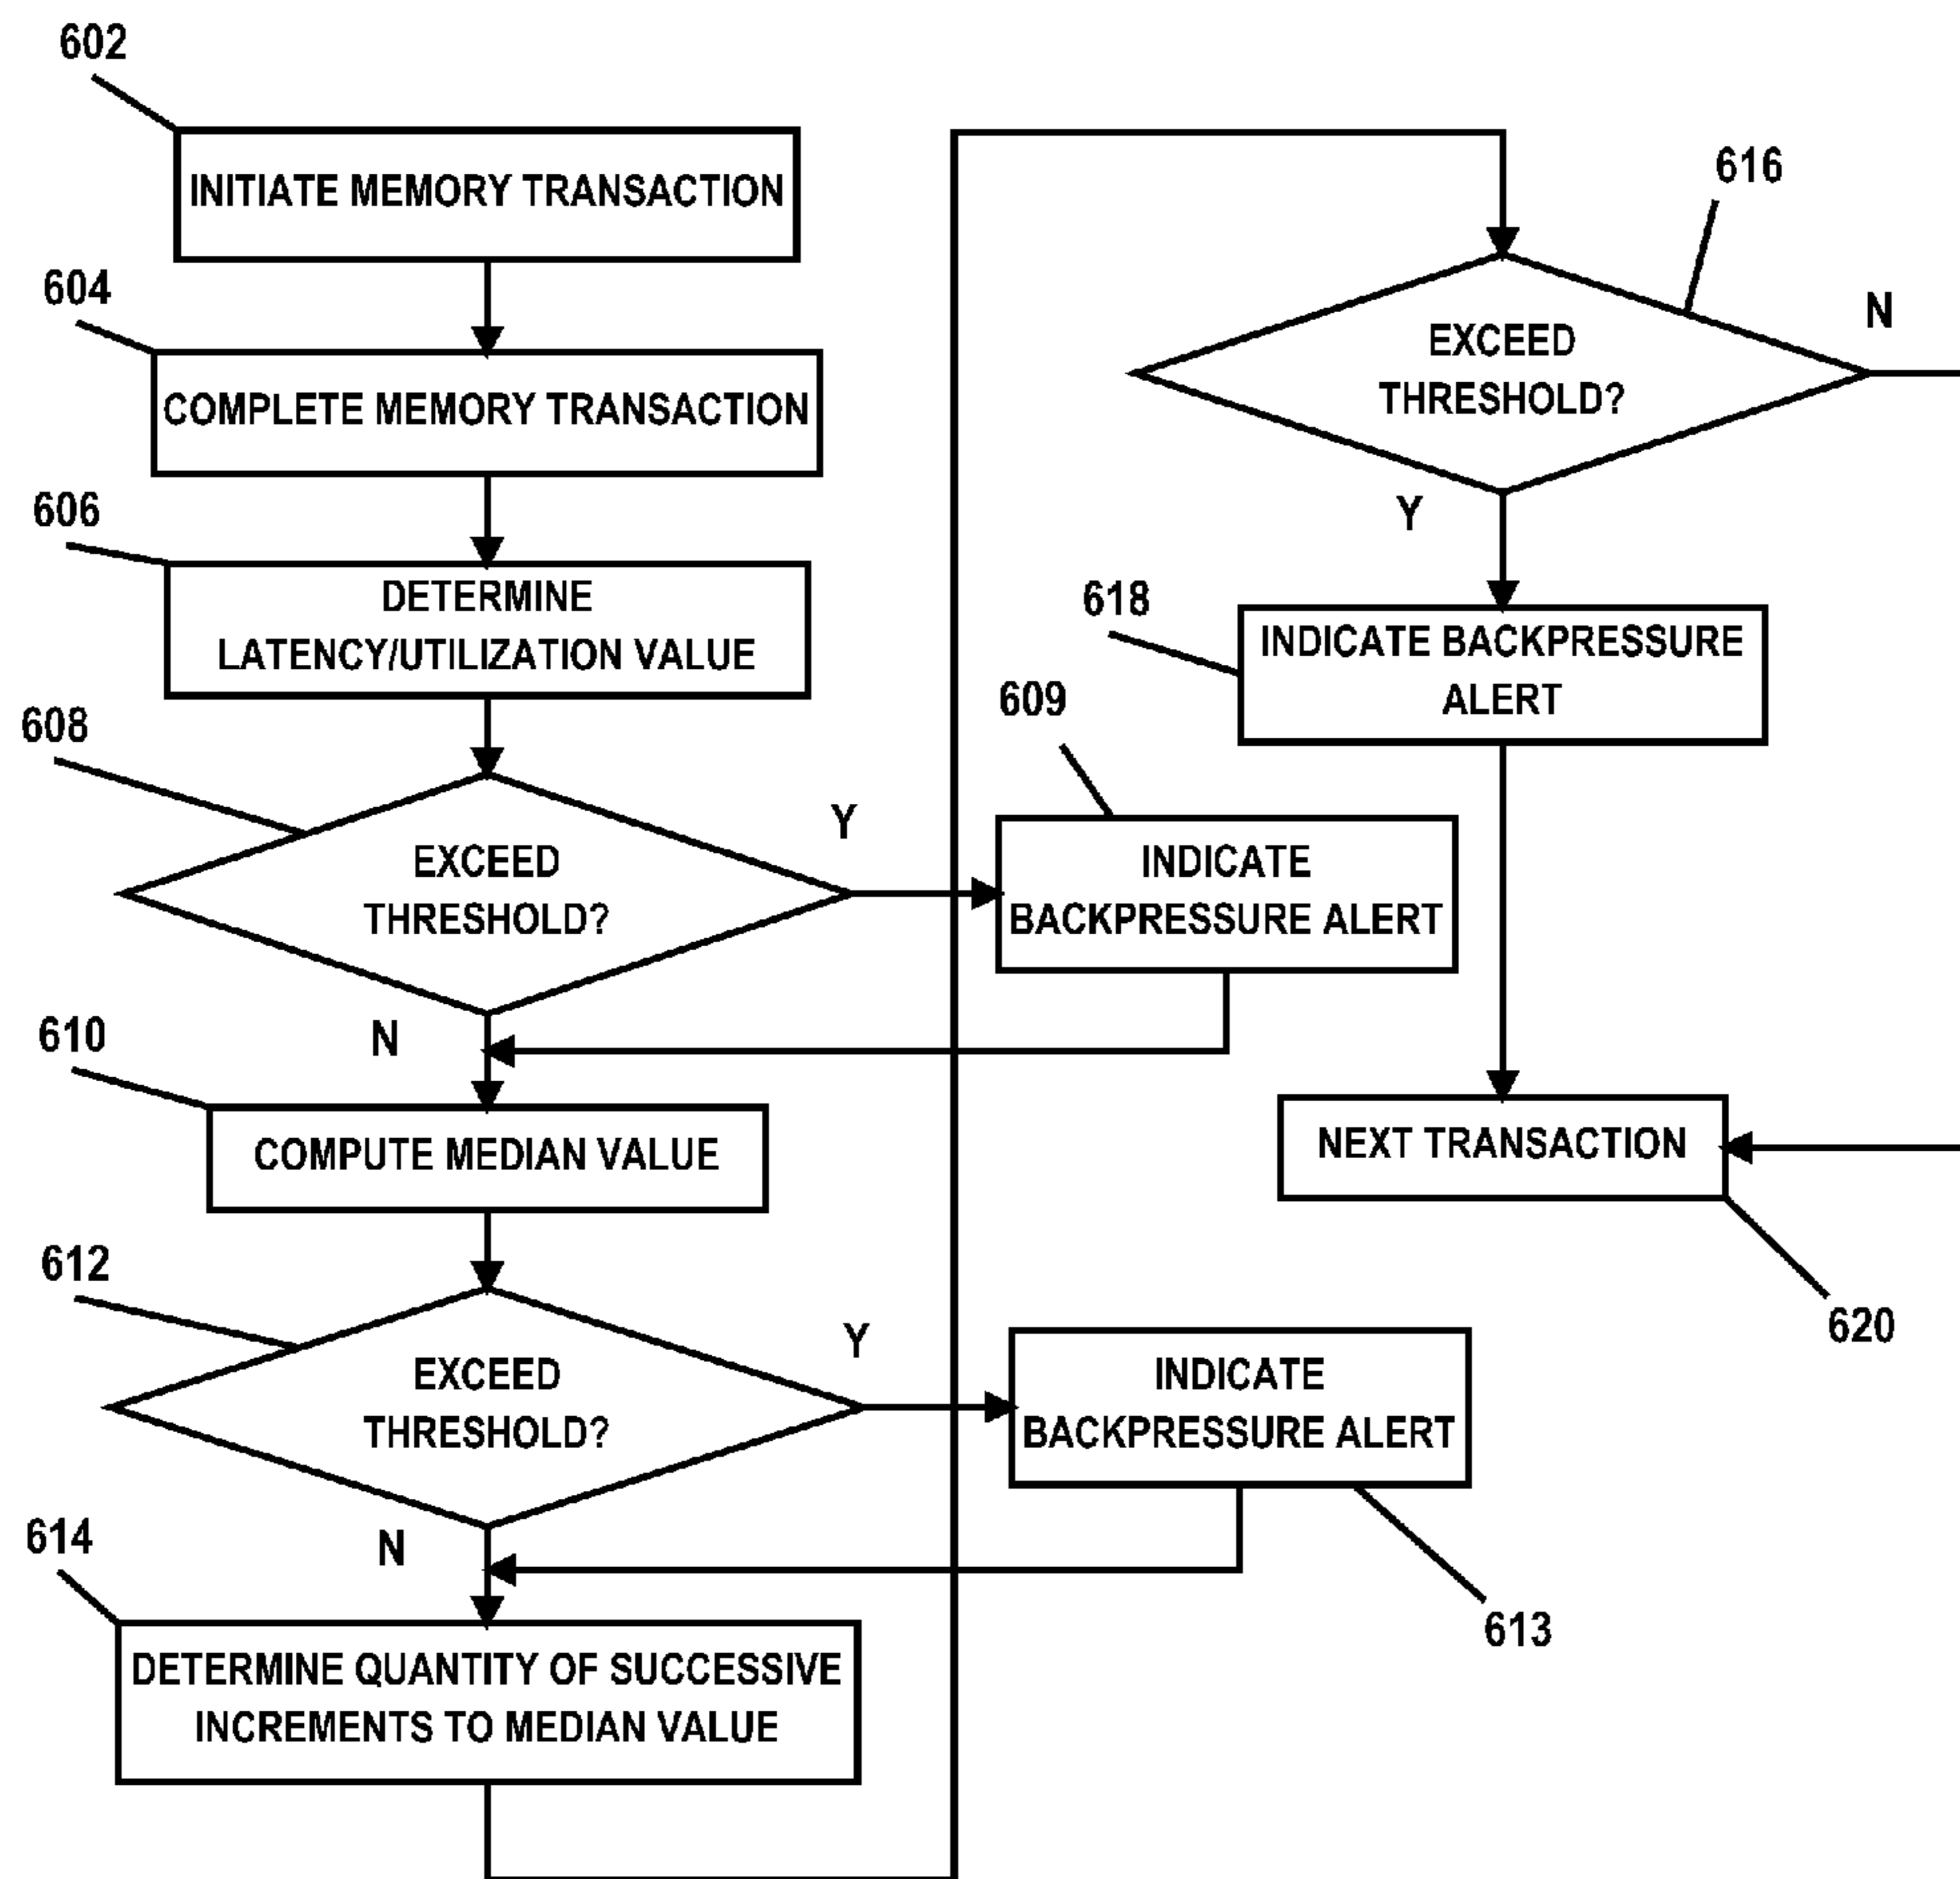 602
INITIATE MEMORY TRANSACTION
604
COMPLETE MEMORY TRANSACTION
606
DETERMINE
LATENCY/UTILIZATION VALUE
608
EXCEED
THRESHOLD?
Y
N
609
INDICATE
BACKPRESSURE ALERT
610
COMPUTE MEDIAN VALUE
612
EXCEED
THRESHOLD?
Y
N
INDICATE
BACKPRESSURE ALERT
613
614
DETERMINE QUANTITY OF SUCCESSIVE
INCREMENTS TO MEDIAN VALUE
616
EXCEED
THRESHOLD?
N
Y
618
INDICATE BACKPRESSURE
ALERT
NEXT TRANSACTION
620